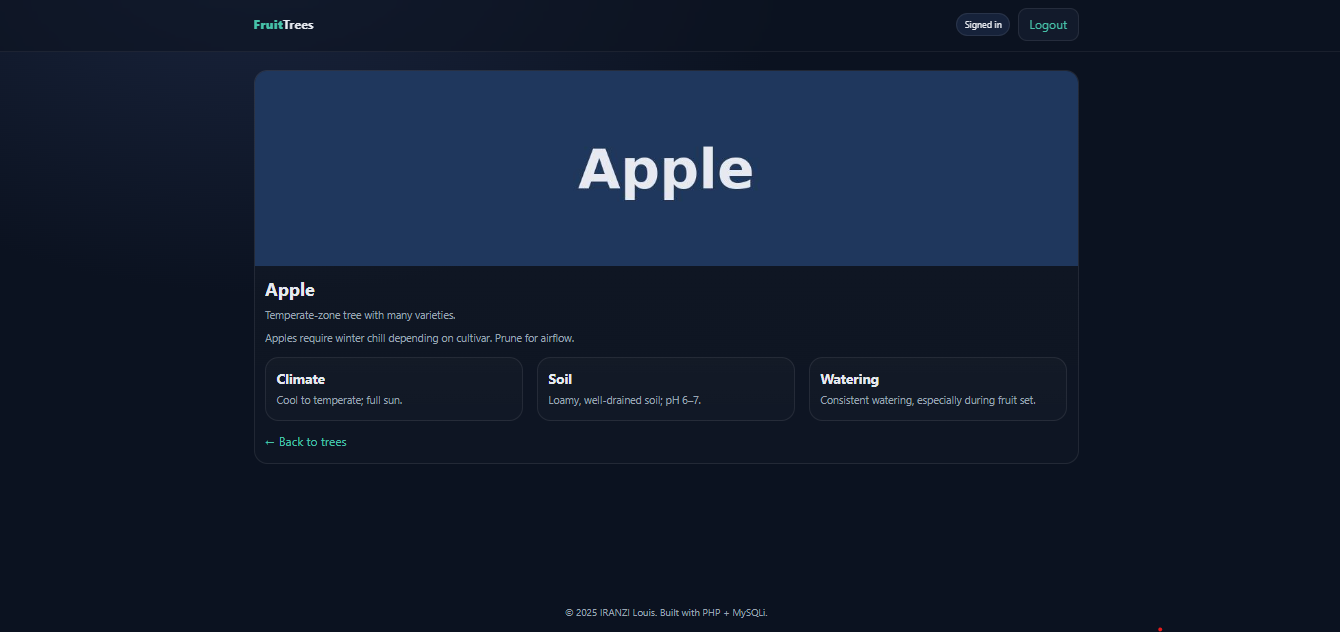 FruitTrees
Signed in
Logout
Apple
Apple
Temperate-zone tree with many varieties.
Apples require winter chill depending on cultivar. Prune for airflow.
Climate
Cool to temperate; full sun.
Soil
Loamy, well-drained soil; pH 6–7.
Watering
Consistent watering, especially during fruit set.
← Back to trees
© 2025 IRANZI Louis. Built with PHP + MySQLi.